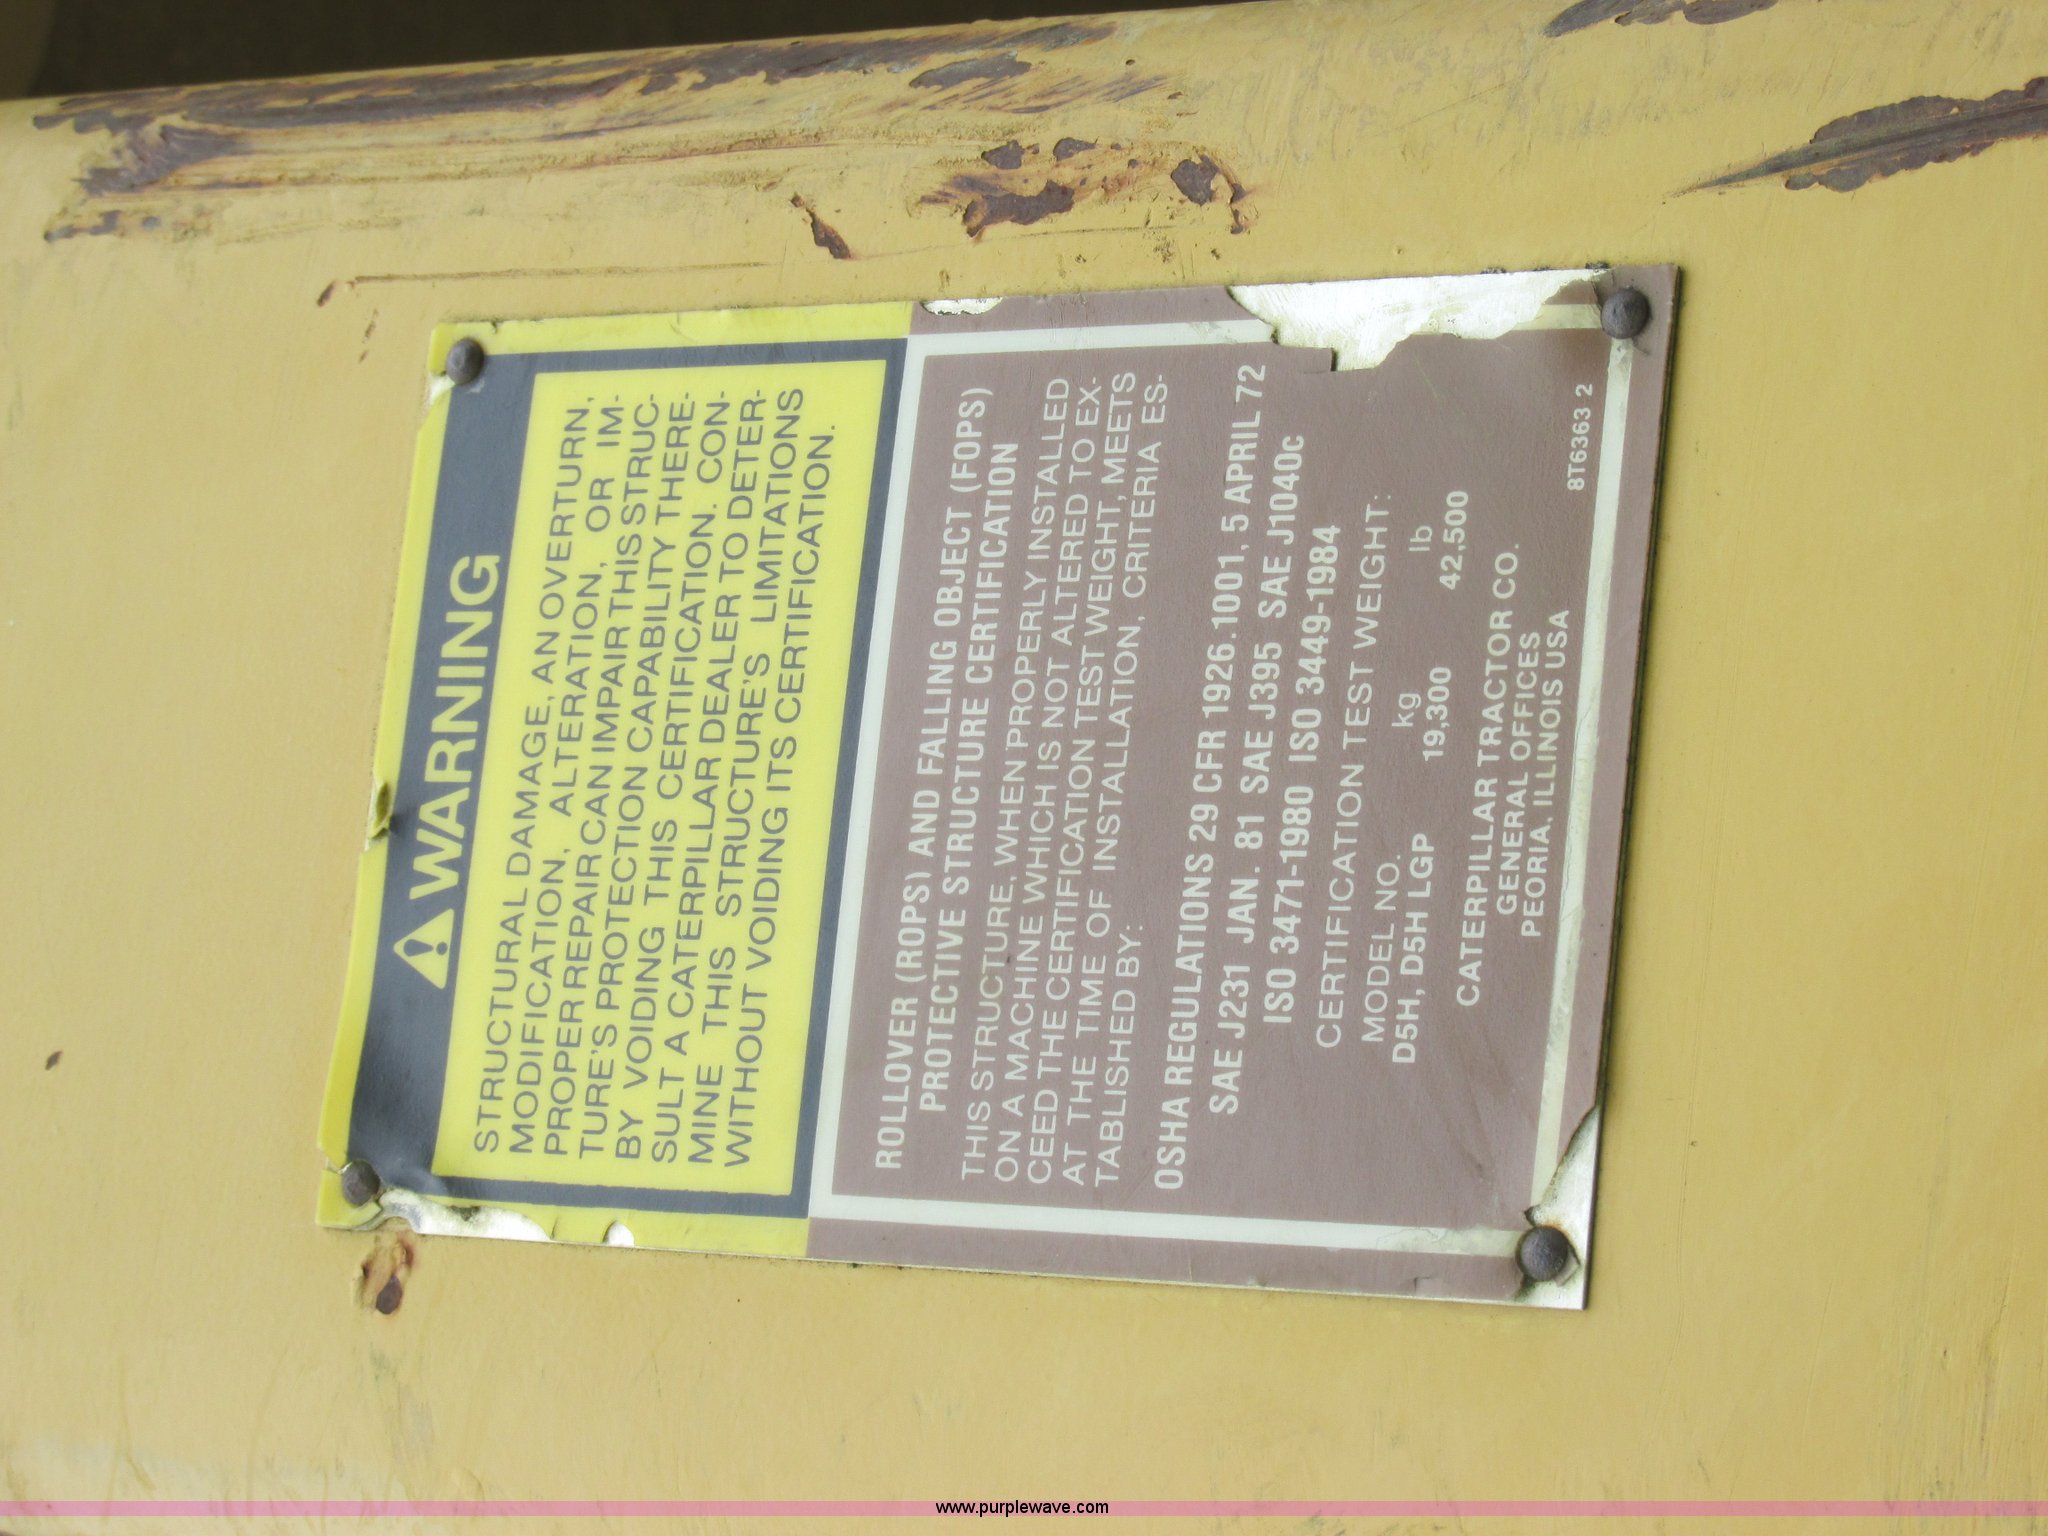 WARNING
STRUCTURAL DAMAGE, AN OVERTURN,
MODIFICATION, ALTERATION, OR IM-
PROPER REPAIR CAN IMPAIR THIS STRUC-
TURE'S PROTECTION CAPABILITY THERE-
BY VOIDING THIS CERTIFICATION. CON-
SULT A CATERPILLAR DEALER TO DETER-
MINE THIS STRUCTURE'S LIMITATIONS
WITHOUT VOIDING ITS CERTIFICATION.
ROLLOVER (ROPS) AND FALLING OBJECT (FOPS)
PROTECTIVE STRUCTURE CERTIFICATION
THIS STRUCTURE, WHEN PROPERLY INSTALLED
ON A MACHINE WHICH IS NOT ALTERED TO EX-
CEED THE CERTIFICATION TEST WEIGHT, MEETS
AT THE TIME OF INSTALLATION, CRITERIA ES-
TABLISHED BY:
OSHA REGULATIONS 29 CFR 1926.1001, 5 APRIL 72
SAE J231 JAN. 81 SAE J395 SAE J1040c
ISO 3471-1980 ISO 3449-1984
CERTIFICATION TEST WEIGHT:
MODEL NO. kg lb
D5H, D5H LGP 19,300 42,500
CATERPILLAR TRACTOR CO.
GENERAL OFFICES
PEORIA, ILLINOIS USA
8T6363 2
www.purplewave.com